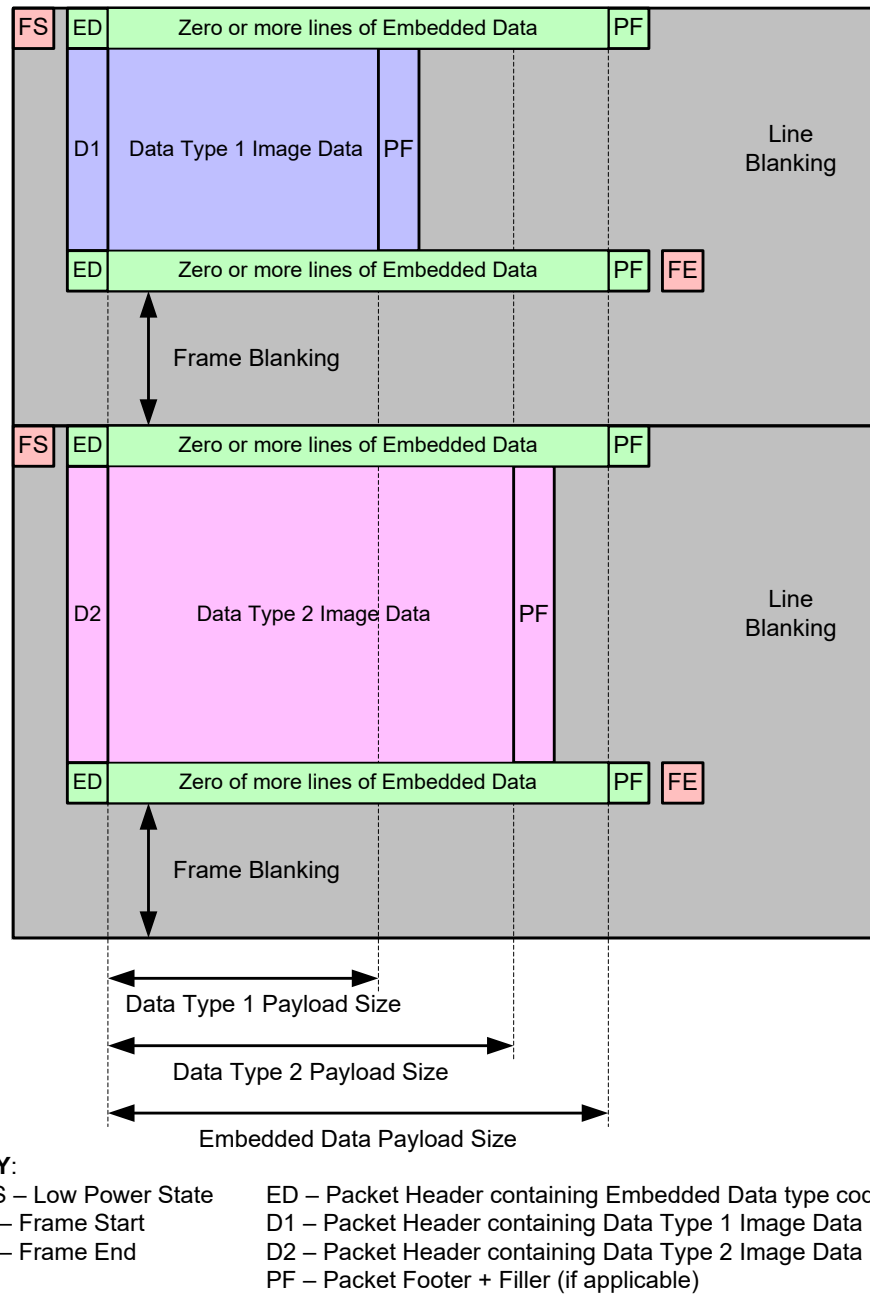 FS ED Zero or more lines of Embedded Data PF
D1 Data Type 1 Image Data PF
Line
Blanking
ED Zero or more lines of Embedded Data PF FE
Frame Blanking
FS ED Zero or more lines of Embedded Data PF
D2 Data Type 2 Image Data PF
Line
Blanking
ED Zero of more lines of Embedded Data PF FE
Frame Blanking
Data Type 1 Payload Size
Data Type 2 Payload Size
Embedded Data Payload Size
Y:
S – Low Power State ED – Packet Header containing Embedded Data type cod
– Frame Start D1 – Packet Header containing Data Type 1 Image Data
– Frame End D2 – Packet Header containing Data Type 2 Image Data
PF – Packet Footer + Filler (if applicable)